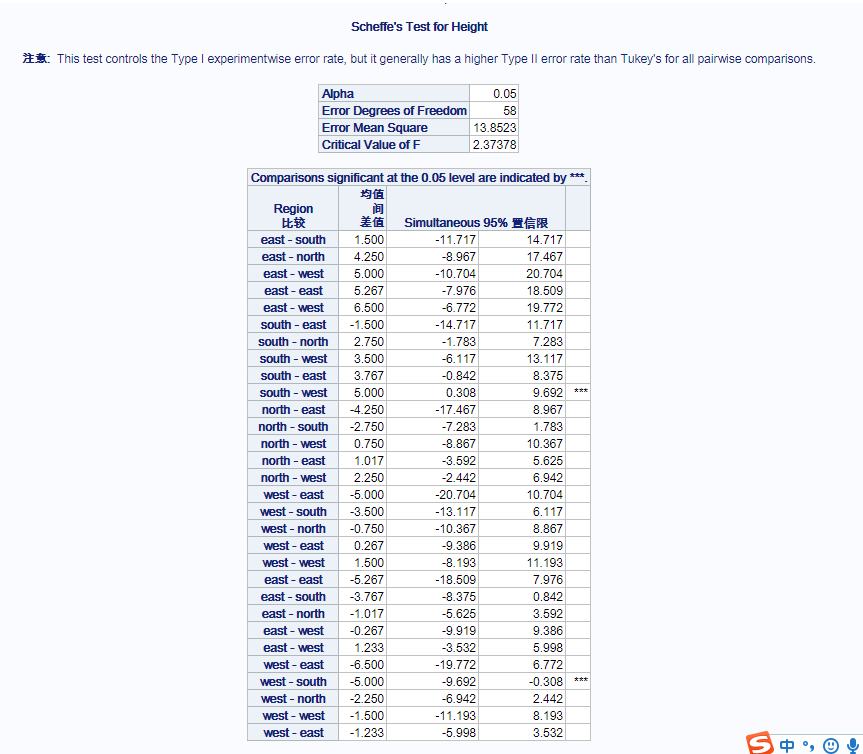 Scheffe's Test for Height
注意: This test controls the Type I experimentwise error rate, but it generally has a higher Type II error rate than Tukey's for all pairwise comparisons.
Alpha 0.05
Error Degrees of Freedom 58
Error Mean Square 13.8523
Critical Value of F 2.37378
Comparisons significant at the 0.05 level are indicated by ***.
Region 比较 均值间差值 Simultaneous 95% 置信限
east - south 1.500 -11.717 14.717
east - north 4.250 -8.967 17.467
east - west 5.000 -10.704 20.704
east - east 5.267 -7.976 18.509
east - west 6.500 -6.772 19.772
south - east -1.500 -14.717 11.717
south - north 2.750 -1.783 7.283
south - west 3.500 -6.117 13.117
south - east 3.767 -0.842 8.375
south - west 5.000 0.308 9.692 ***
north - east -4.250 -17.467 8.967
north - south -2.750 -7.283 1.783
north - west 0.750 -8.867 10.367
north - east 1.017 -3.592 5.625
north - west 2.250 -2.442 6.942
west - east -5.000 -20.704 10.704
west - south -3.500 -13.117 6.117
west - north -0.750 -10.367 8.867
west - east 0.267 -9.386 9.919
west - west 1.500 -8.193 11.193
east - east -5.267 -18.509 7.976
east - south -3.767 -8.375 0.842
east - north -1.017 -5.625 3.592
east - west -0.267 -9.919 9.386
east - west 1.233 -3.532 5.998
west - east -6.500 -19.772 6.772
west - south -5.000 -9.692 -0.308 ***
west - north -2.250 -6.942 2.442
west - west -1.500 -11.193 8.193
west - east -1.233 -5.998 3.532
S 中